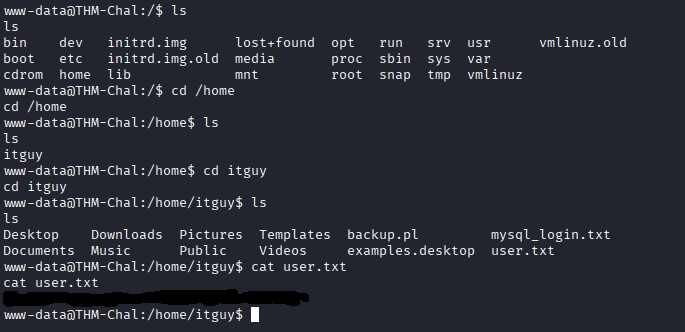 www-data@THM-Chal:/$ ls
ls
bin    dev   initrd.img      lost+found  opt   run   srv  usr      vmlinuz.old
boot   etc   initrd.img.old  media       proc  sbin  sys  var
cdrom  home  lib             mnt         root  snap  tmp  vmlinuz
www-data@THM-Chal:/$ cd /home
cd /home
www-data@THM-Chal:/home$ ls
ls
itguy
www-data@THM-Chal:/home$ cd itguy
cd itguy
www-data@THM-Chal:/home/itguy$ ls
ls
Desktop    Downloads  Pictures  Templates  backup.pl         mysql_login.txt
Documents  Music      Public    Videos     examples.desktop  user.txt
www-data@THM-Chal:/home/itguy$ cat user.txt
cat user.txt
www-data@THM-Chal:/home/itguy$